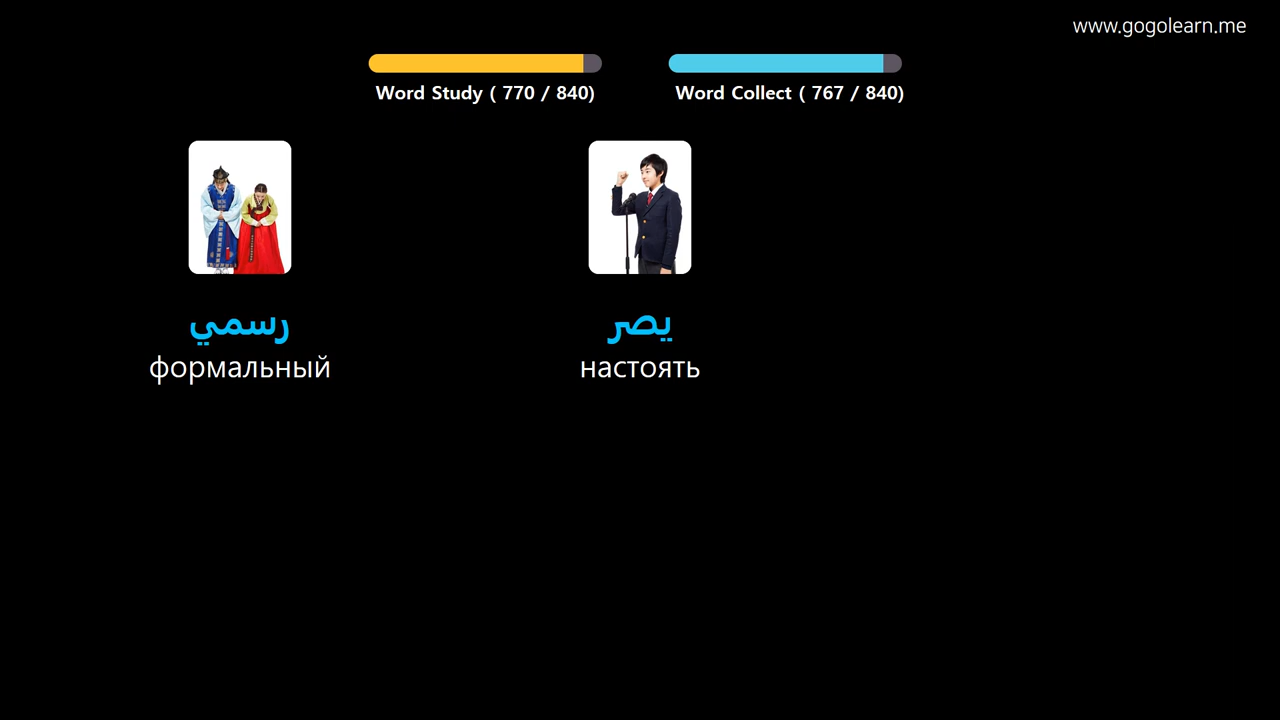 www.gogolearn.me
Word Study ( 770 / 840)
Word Collect ( 767 / 840)
رسمي
формальный
يصر
настоять